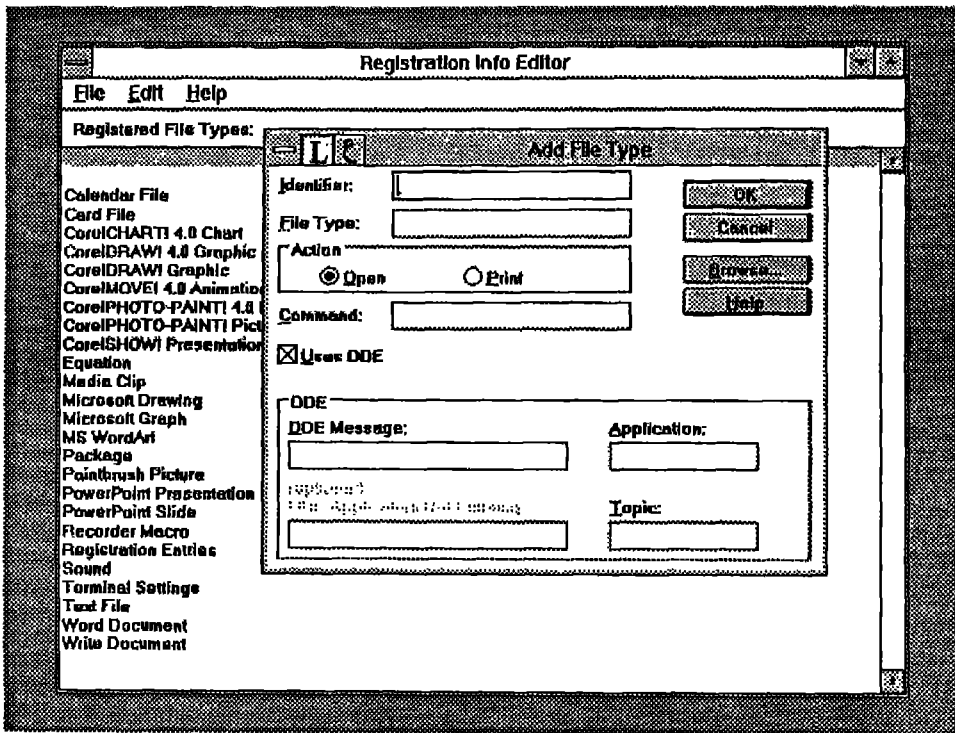 Registration Info Editor
File Edit Help
Registered File Types:
Add File Type
Identifier:
OK
File Type:
Cancel
Action
Open Print
Browse...
Help
Command:
Uses DDE
DDE
DDE Message:
Application:
Topic:
Calendar File
Card File
CorelCHART! 4.0 Chart
CorelDRAW! 4.0 Graphic
CorelDRAW! Graphic
CorelMOVE! 4.0 Animation
CorelPHOTO-PAINT! 4.0
CorelPHOTO-PAINT! Pict
CorelSHOW! Presentation
Equation
Media Clip
Microsoft Drawing
Microsoft Graph
MS WordArt
Package
Paintbrush Picture
PowerPoint Presentation
PowerPoint Slide
Recorder Macro
Registration Entries
Sound
Terminal Settings
Text File
Word Document
Write Document